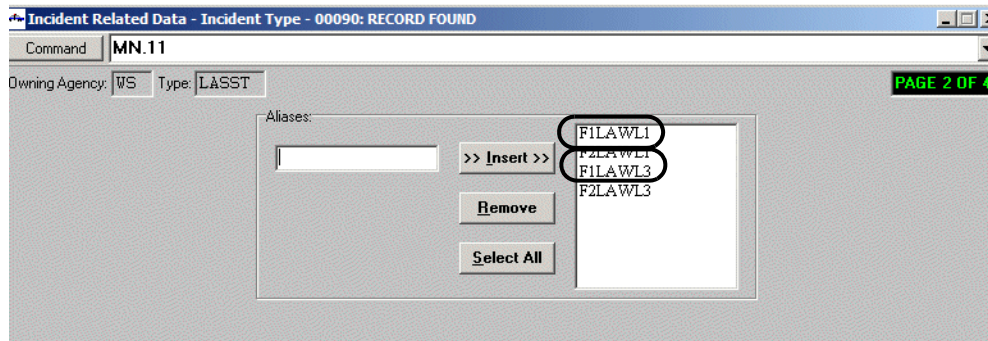 Incident Related Data - Incident Type - 00090: RECORD FOUND
Command MN.11
Owning Agency: WS Type: LASST PAGE 2 OF 4
Aliases:
F1LAWL1
F2LAWL1
>> Insert >>
F1LAWL3
F2LAWL3
Remove
Select All